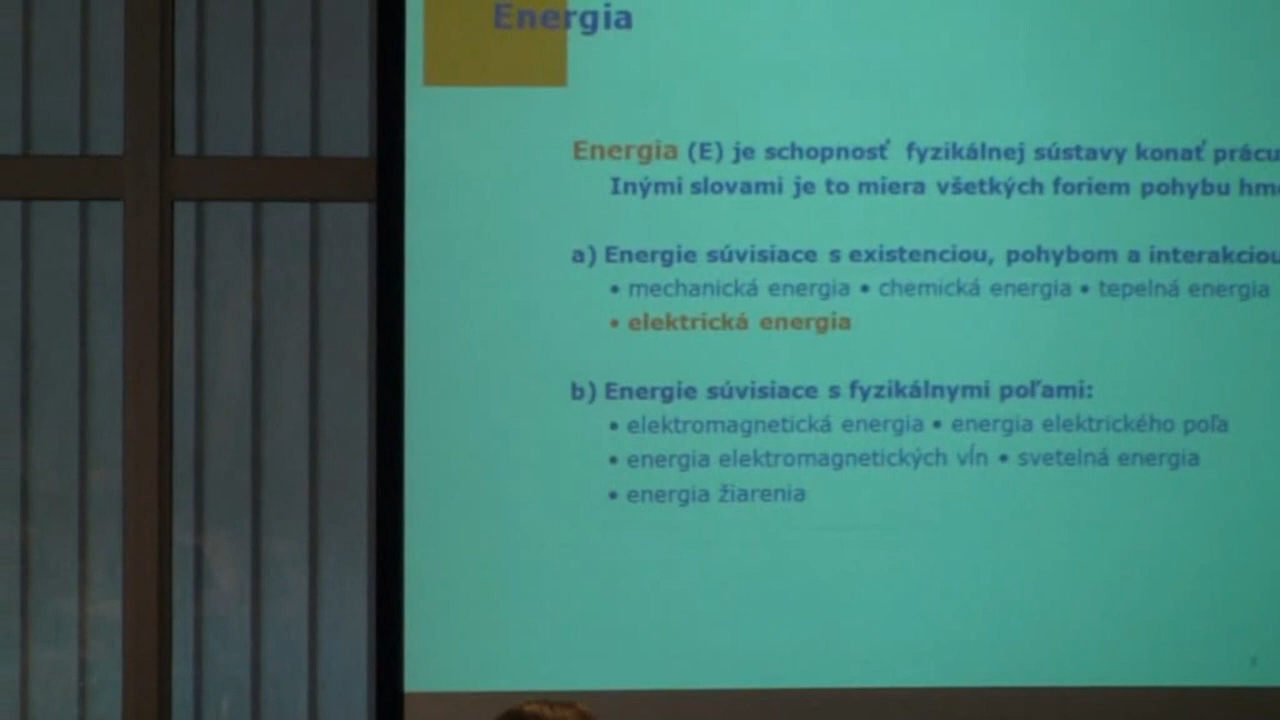 Energia
Energia (E) je schopnosť fyzikálnej sústavy konať prácu
Inými slovami je to miera všetkých foriem pohybu
a) Energie súvisiace s existenciou, pohybom a interakciou
• mechanická energia • chemická energia • tepelná energia
• elektrická energia
b) Energie súvisiace s fyzikálnymi poľami:
• elektromagnetická energia • energia elektrického poľa
• energia elektromagnetických vĺn • svetelná energia
• energia žiarenia